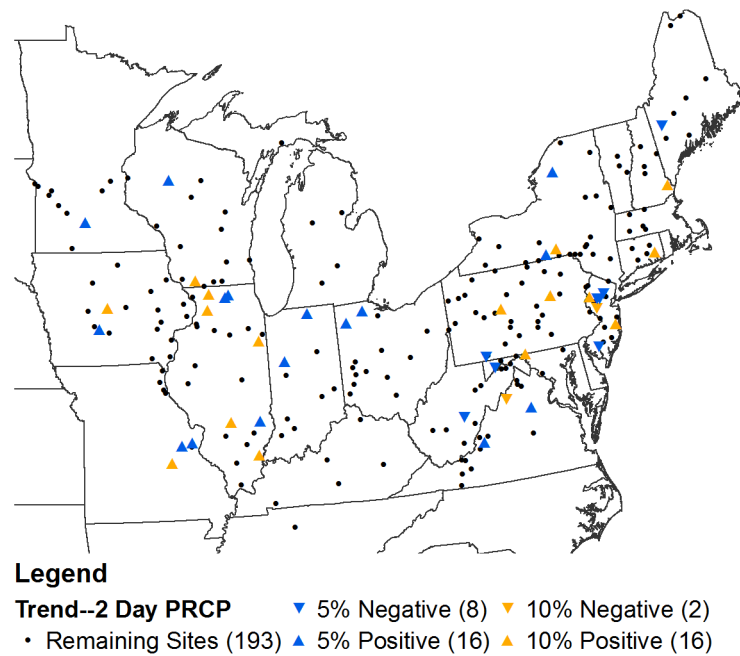 Legend
Trend--2 Day PRCP ▼ 5% Negative (8) ▼ 10% Negative (2)
• Remaining Sites (193) ▲ 5% Positive (16) ▲ 10% Positive (16)